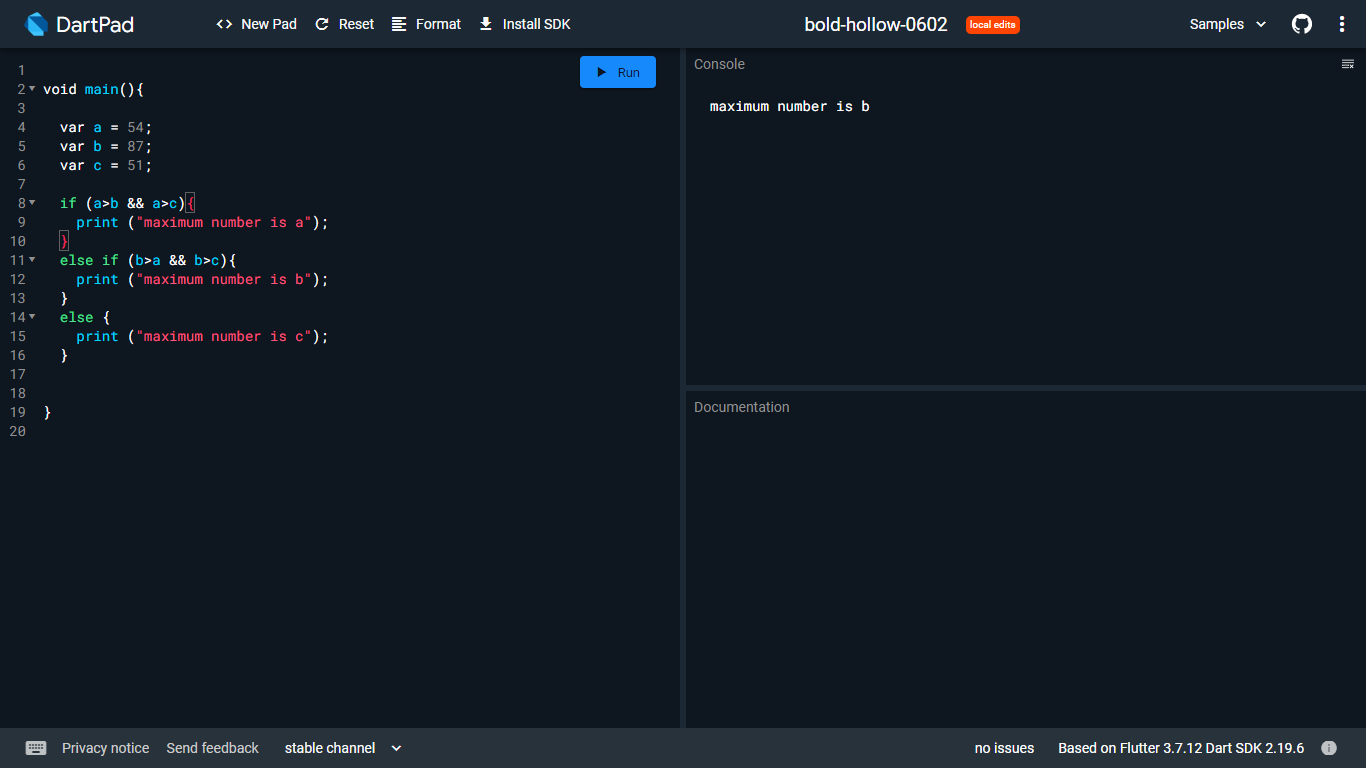 DartPad
<> New Pad
Reset
Format
Install SDK
bold-hollow-0602
local edits
Samples
1
2 void main(){
3
4 var a = 54;
5 var b = 87;
6 var c = 51;
7
8 if (a>b && a>c){
9 print ("maximum number is a");
10 }
11 else if (b>a && b>c){
12 print ("maximum number is b");
13 }
14 else {
15 print ("maximum number is c");
16 }
17
18
19 }
20
Run
Console
maximum number is b
Documentation
Privacy notice
Send feedback
stable channel
no issues
Based on Flutter 3.7.12 Dart SDK 2.19.6